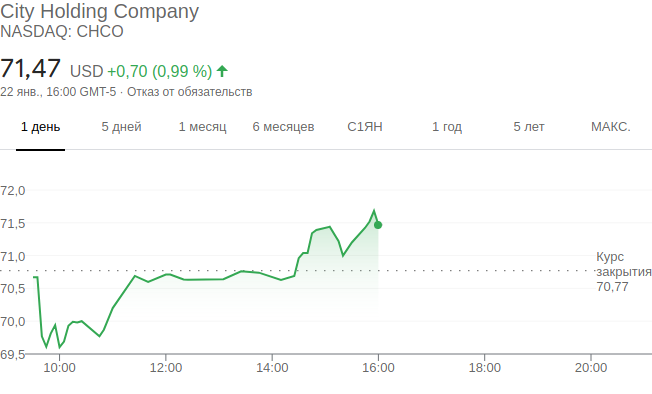 City Holding Company
NASDAQ: CHCO
71,47 USD +0,70 (0,99 %)
22 янв., 16:00 GMT-5 · Отказ от обязательств
1 день 5 дней 1 месяц 6 месяцев С1ЯН 1 год 5 лет МАКС.
72,0
71,5
71,0
70,5
70,0
69,5
Курс
закрытия
70,77
10:00 12:00 14:00 16:00 18:00 20:00